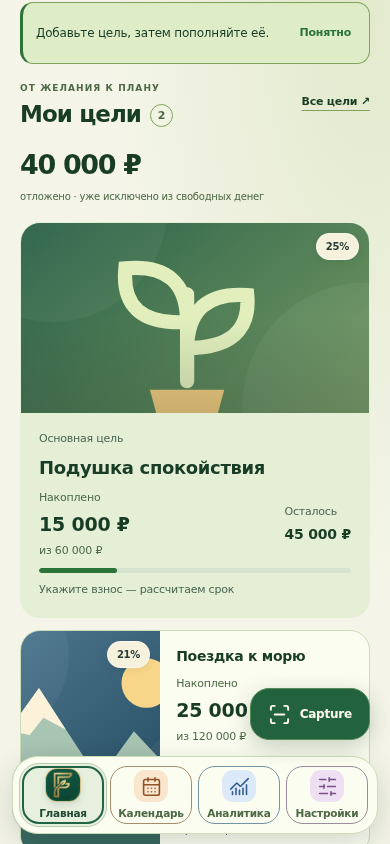 Добавьте цель, затем пополняйте её.
Понятно
ОТ ЖЕЛАНИЯ К ПЛАНУ
Мои цели 2
Все цели ↗
40 000 ₽
отложено · уже исключено из свободных денег
25%
Основная цель
Подушка спокойствия
Накоплено
15 000 ₽
из 60 000 ₽
Осталось
45 000 ₽
Укажите взнос — рассчитаем срок
21%
Поездка к морю
Накоплено
25 000
из 120 000 ₽
Capture
Главная
Календарь
Аналитика
Настройки